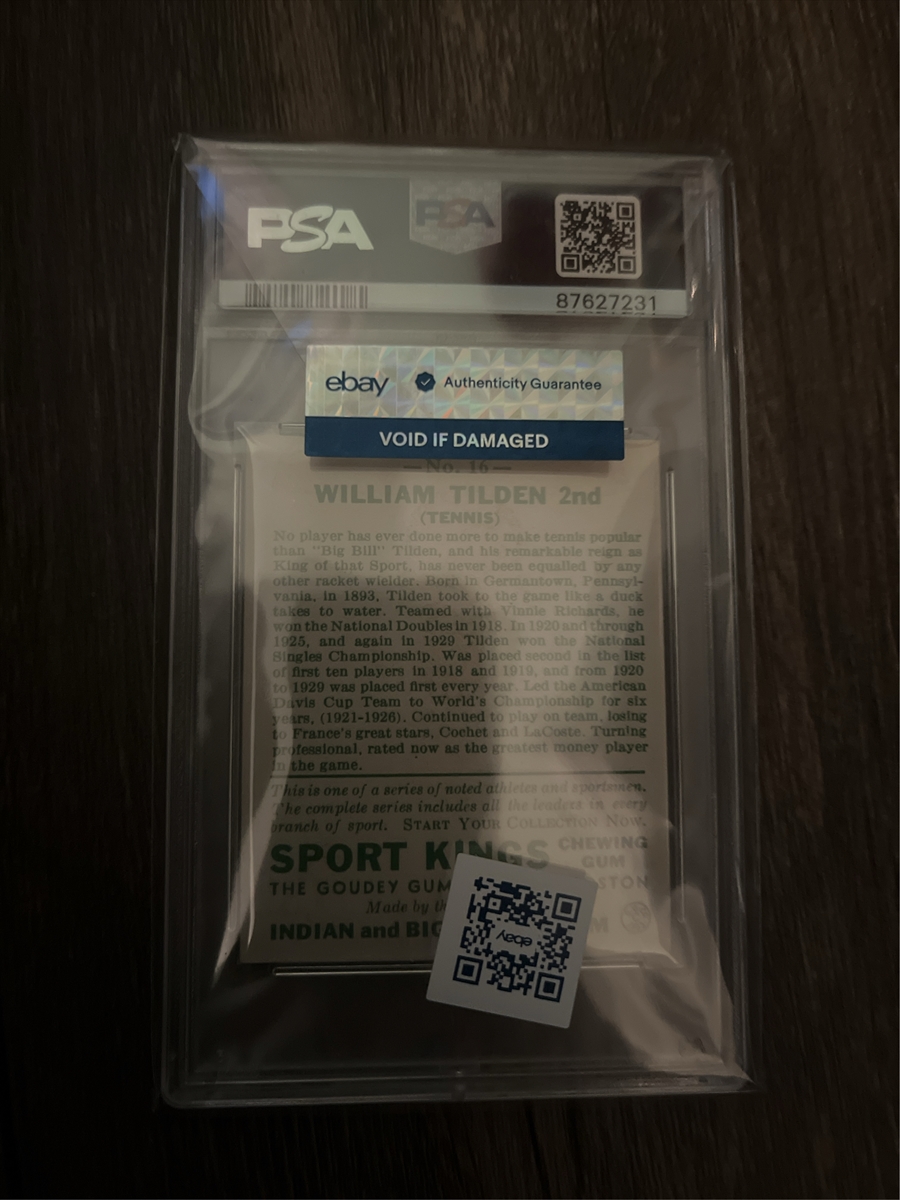 PSA
PSA
87627231
ebay Authenticity Guarantee
VOID IF DAMAGED
—No. 16—
WILLIAM TILDEN 2nd
(TENNIS)
No player has ever done more to make tennis popular
than "Big Bill" Tilden, and his remarkable reign as
King of that Sport, has never been equalled by any
other racket wielder. Born in Germantown, Pennsyl-
vania, in 1893, Tilden took to the game like a duck
takes to water. Teamed with Vinnie Richards, he
won the National Doubles in 1918. In 1920 and through
1925, and again in 1929 Tilden won the National
Singles Championship. Was placed second in the list
of first ten players in 1918 and 1919, and from 1920
to 1929 was placed first every year. Led the American
Davis Cup Team to World's Championship for six
years, (1921-1926). Continued to play on team, losing
to France's great stars, Cochet and LaCoste. Turning
professional, rated now as the greatest money player
in the game.
This is one of a series of noted athletes and sportsmen.
The complete series includes all the leaders in every
branch of sport. START YOUR COLLECTION NOW.
SPORT KINGS CHEWING GUM
THE GOUDEY GUM STON
Made by th
INDIAN and BIG M
ebay